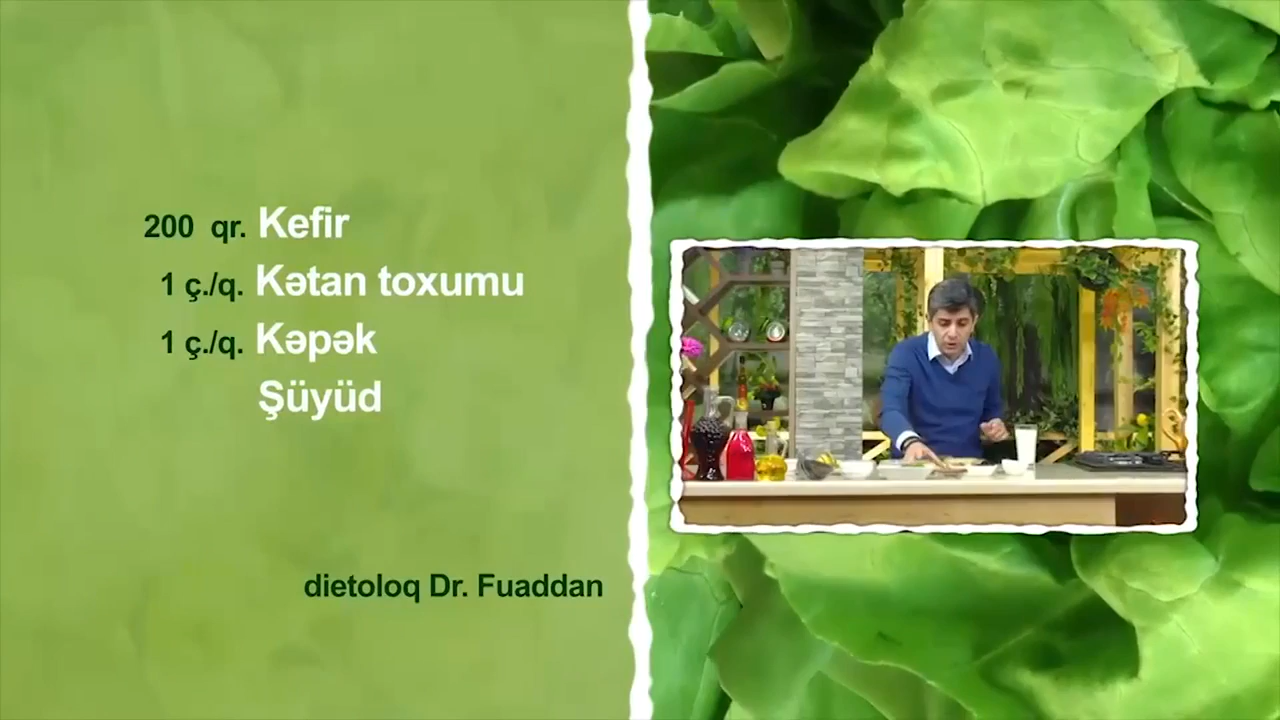 200 qr. Kefir
1 ç./q. Kətan toxumu
1 ç./q. Kəpək
Şüyüd
dietoloq Dr. Fuaddan